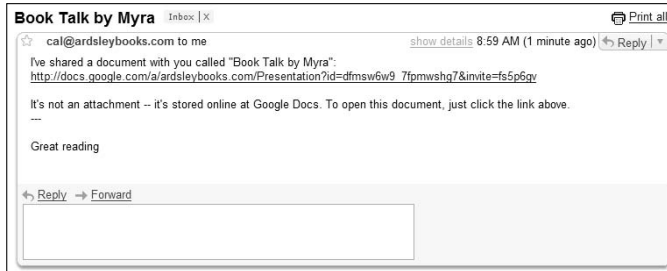 Book Talk by Myra Inbox | X Print all
cal@ardsleybooks.com to me show details 8:59 AM (1 minute ago) Reply
I've shared a document with you called "Book Talk by Myra":
http://docs.google.com/a/ardsleybooks.com/Presentation?id=dfmsw6w9_7fpmwshg7&invite=fs5p6gv
It's not an attachment -- it's stored online at Google Docs. To open this document, just click the link above.
---
Great reading
Reply Forward